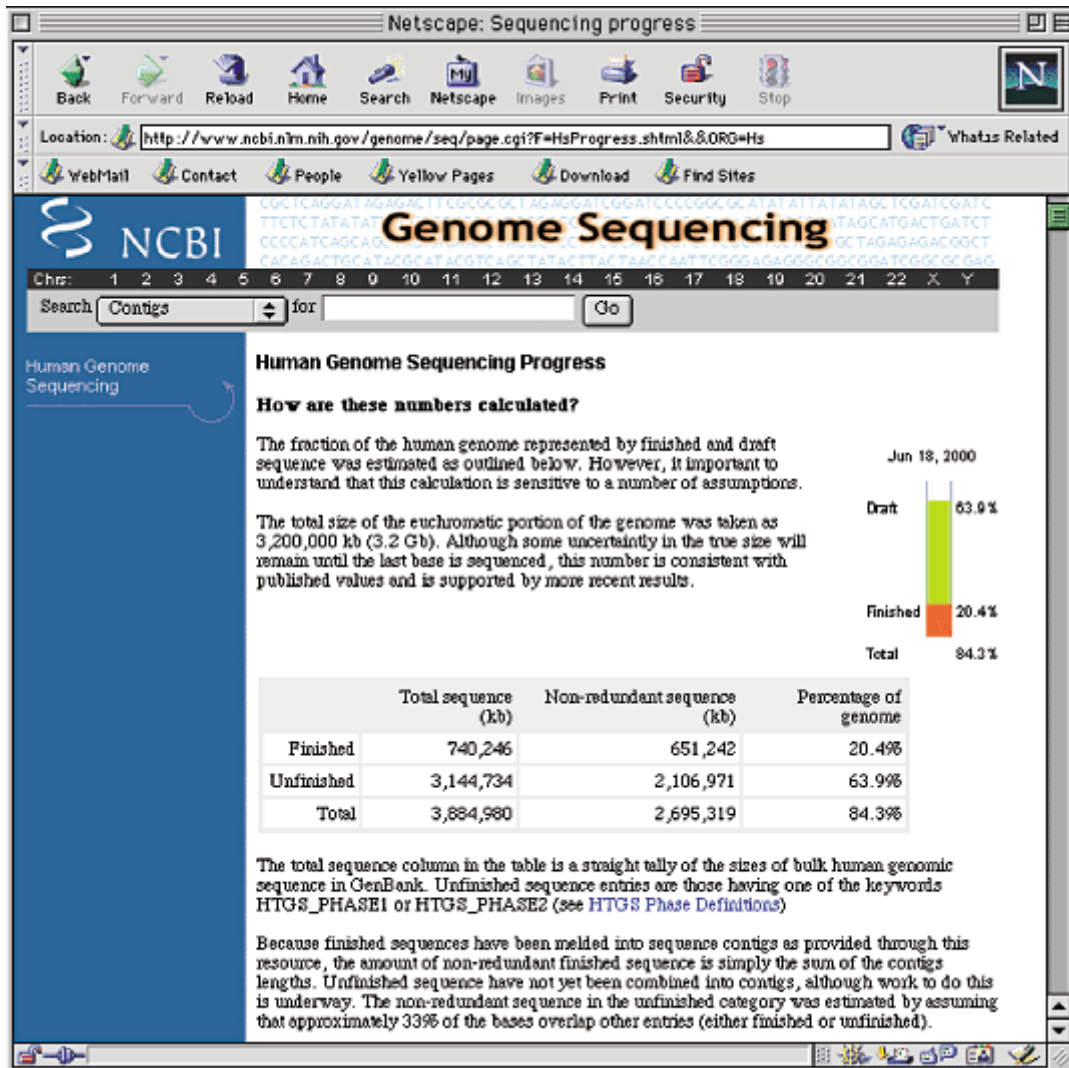 Netscape: Sequencing progress
Back Forward Reload Home Search Netscape Images Print Security Stop
My
N
Location: http://www.ncbi.nlm.nih.gov/genome/seq/page.cgi?F=HsProgress.shtml&&ORG=Hs What's Related
WebMail Contact People Yellow Pages Download Find Sites
NCBI
Genome Sequencing
Chrs: 1 2 3 4 5 6 7 8 9 10 11 12 13 14 15 16 17 18 19 20 21 22 X Y
Search Contigs for Go
Human Genome
Sequencing
Human Genome Sequencing Progress
How are these numbers calculated?
The fraction of the human genome represented by finished and draft
sequence was estimated as outlined below. However, it important to
understand that this calculation is sensitive to a number of assumptions.
The total size of the euchromatic portion of the genome was taken as
3,200,000 kb (3.2 Gb). Although some uncertainly in the true size will
remain until the last base is sequenced, this number is consistent with
published values and is supported by more recent results.
Jun 18, 2000
Draft 63.9%
Finished 20.4%
Total 84.3%
Total sequence (kb) Non-redundant sequence (kb) Percentage of genome
Finished 740,246 651,242 20.4%
Unfinished 3,144,734 2,106,971 63.9%
Total 3,884,980 2,695,319 84.3%
The total sequence column in the table is a straight tally of the sizes of bulk human genomic
sequence in GenBank. Unfinished sequence entries are those having one of the keywords
HTGS_PHASE1 or HTGS_PHASE2 (see HTGS Phase Definitions)
Because finished sequences have been melded into sequence contigs as provided through this
resource, the amount of non-redundant finished sequence is simply the sum of the contigs
lengths. Unfinished sequence have not yet been combined into contigs, although work to do this
is underway. The non-redundant sequence in the unfinished category was estimated by assuming
that approximately 33% of the bases overlap other entries (either finished or unfinished).